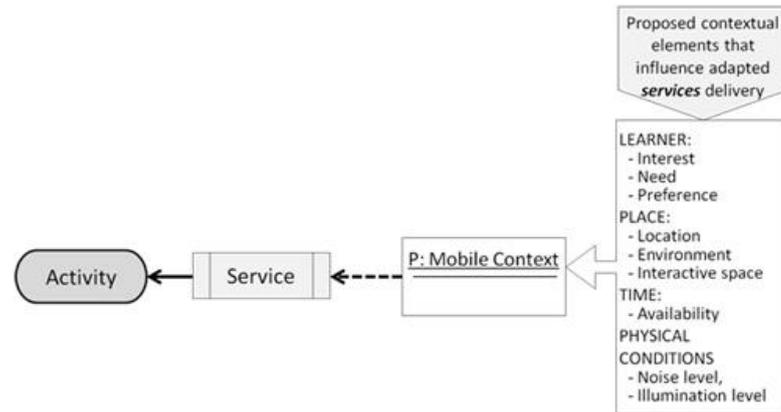 Proposed contextual
elements that
influence adapted
services delivery
LEARNER:
- Interest
- Need
- Preference
PLACE:
- Location
- Environment
- Interactive space
TIME:
- Availability
PHYSICAL
CONDITIONS
- Noise level,
- Illumination level
P: Mobile Context
Service
Activity